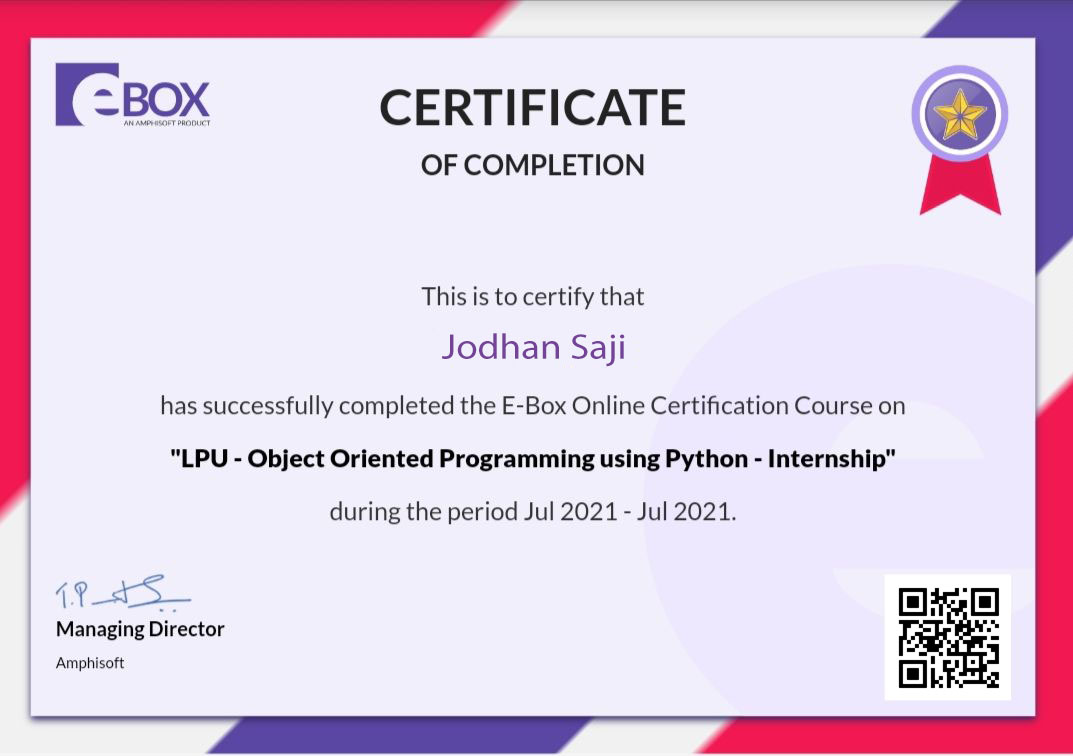 eBOX
AN AMPHISOFT PRODUCT
CERTIFICATE
OF COMPLETION
This is to certify that
Jodhan Saji
has successfully completed the E-Box Online Certification Course on
"LPU - Object Oriented Programming using Python - Internship"
during the period Jul 2021 - Jul 2021.
Managing Director
Amphisoft